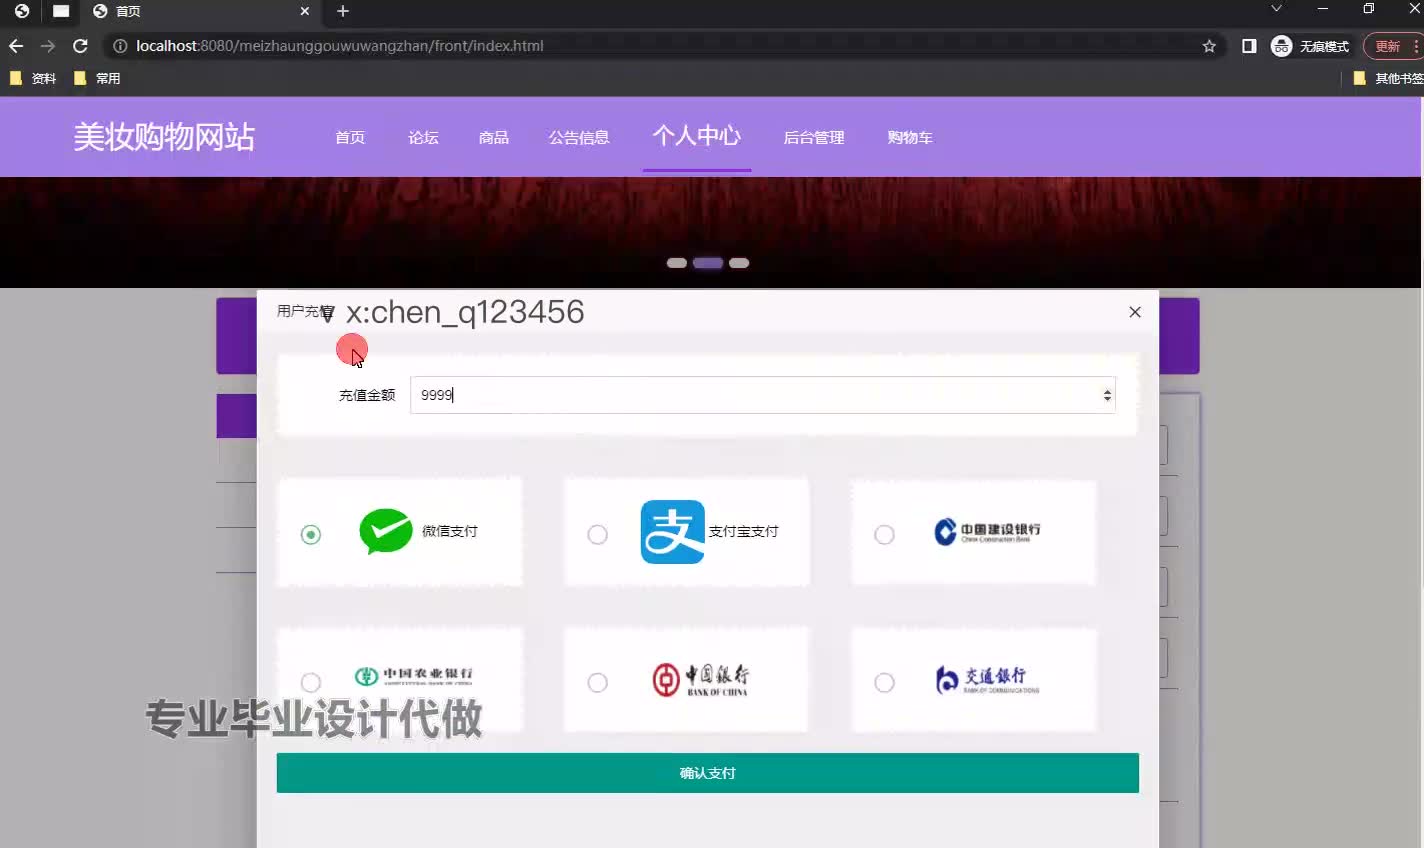 首页
localhost:8080/meizhaunggouwuwangzhan/front/index.html
无痕模式
更新
资料
常用
其他书签
美妆购物网站
首页
论坛
商品
公告信息
个人中心
后台管理
购物车
用户充值
v x:chen_q123456
充值金额
9999
微信支付
支付宝支付
中国建设银行
China Construction Bank
中国农业银行
AGRICULTURAL BANK OF CHINA
中國銀行
BANK OF CHINA
交通銀行
BANK OF COMMUNICATIONS
专业毕业设计代做
确认支付